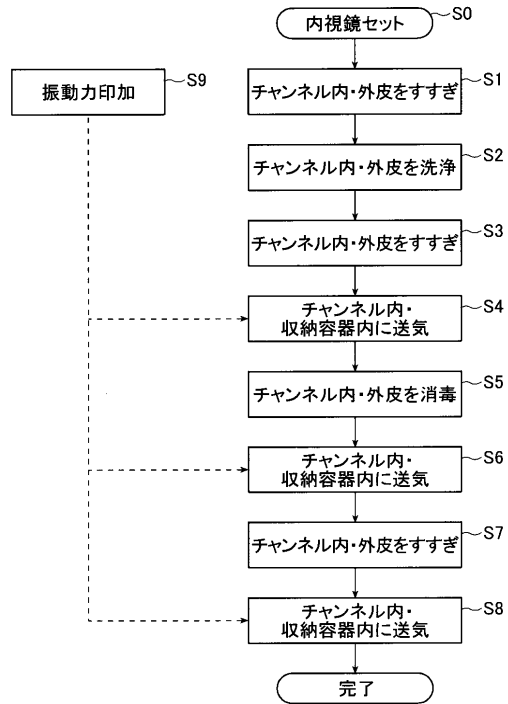 内視鏡セット
S0
振動力印加
S9
チャンネル内・外皮をすすぎ
S1
チャンネル内・外皮を洗浄
S2
チャンネル内・外皮をすすぎ
S3
チャンネル内・
収納容器内に送気
S4
チャンネル内・外皮を消毒
S5
チャンネル内・
収納容器内に送気
S6
チャンネル内・外皮をすすぎ
S7
チャンネル内・
収納容器内に送気
S8
完了